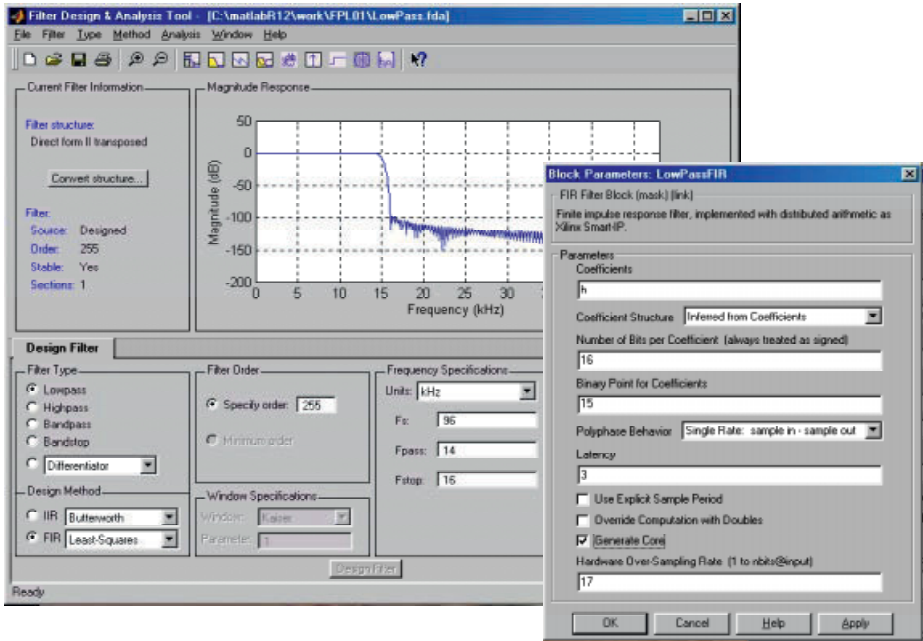 Filter Design & Analysis Tool - [C:\matlabR12\work\FPL01\LowPass.fda]
File Filter Type Method Analysis Window Help
Current Filter Information
Filter structure:
Direct form II transposed
Convert structure...
Filter:
Source: Designed
Order: 255
Stable: Yes
Sections: 1
Magnitude Response
Magnitude (dB)
50
0
-50
-100
-150
-200
0 5 10 15 20 25 30
Frequency (kHz)
Design Filter
Filter Type
Lowpass
Highpass
Bandpass
Bandstop
Differentiator
Design Method
IIR Butterworth
FIR Least-Squares
Filter Order
Specify order: 255
Minimum order
Window Specifications
Window: Kaiser
Parameter: 1
Frequency Specifications
Units: kHz
Fs: 96
Fpass: 14
Fstop: 16
Design Filter
Ready
Block Parameters: LowPassFIR
FIR Filter Block (mask) (link)
Finite impulse response filter, implemented with distributed arithmetic as
Xilinx Smart-IP.
Parameters
Coefficients
h
Coefficient Structure Inferred from Coefficients
Number of Bits per Coefficient (always treated as signed)
16
Binary Point for Coefficients
15
Polyphase Behavior Single Rate: sample in - sample out
Latency
3
Use Explicit Sample Period
Override Computation with Doubles
Generate Core
Hardware Over-Sampling Rate (1 to nbits@input)
17
OK Cancel Help Apply